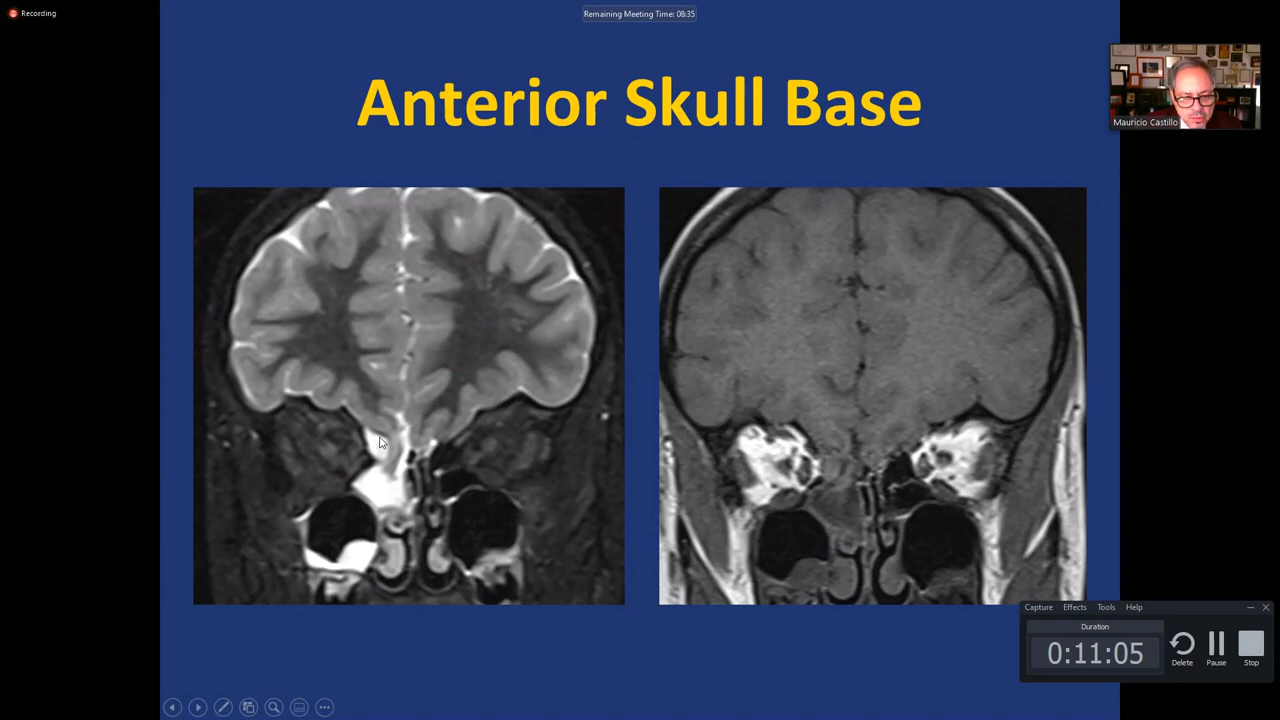 Recording
Remaining Meeting Time: 08:35
Anterior Skull Base
Mauricio Castillo
Capture Effects Tools Help
Duration
0:11:05
Delete Pause Stop